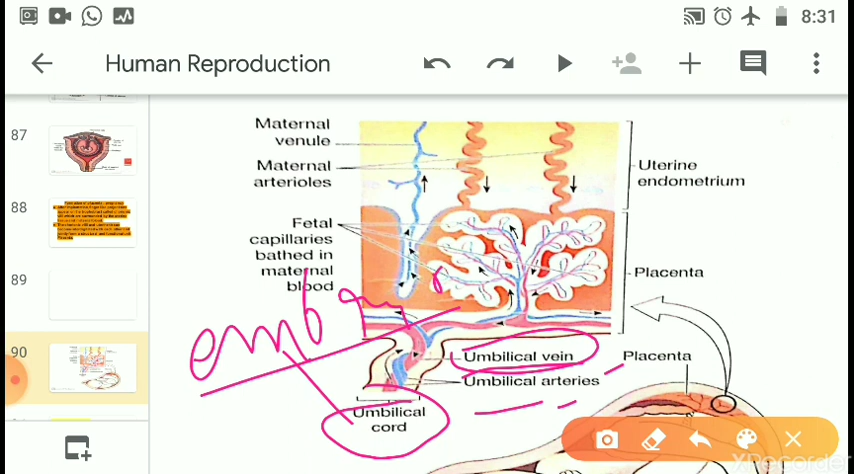 8:31
Human Reproduction
87
88
89
90
Maternal
venule
Maternal
arterioles
Fetal
capillaries
bathed in
maternal
blood
Uterine
endometrium
Placenta
embryo
Umbilical vein
Umbilical arteries
Placenta
Umbilical
cord
XRecorder